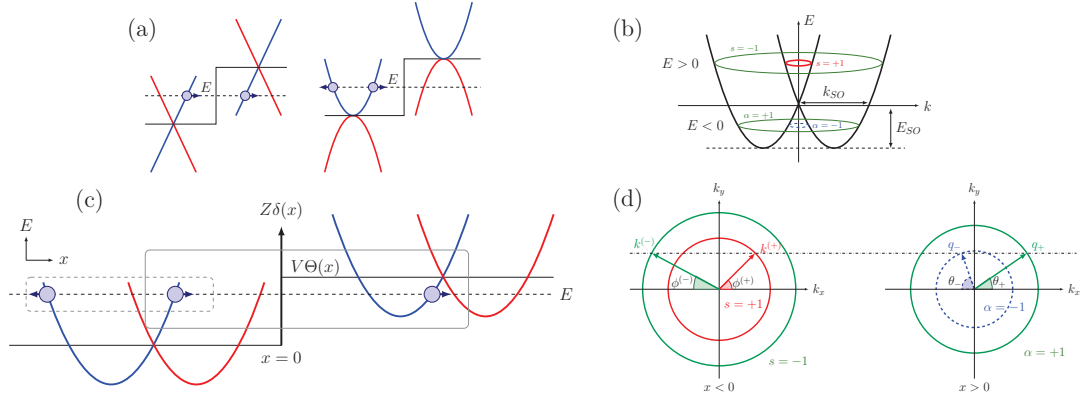 (a)
E
E
(b)
E
s = −1
E > 0
s = +1
k_SO
k
α = +1
E < 0
α = −1
E_SO
(c)
Zδ(x)
E
x
VΘ(x)
E
x = 0
(d)
k_y
k_y
k^(−)
k^(+)
q_−
q_+
ϕ^(−)
ϕ^(+)
θ_−
θ_+
k_x
k_x
s = +1
α = −1
s = −1
α = +1
x < 0
x > 0